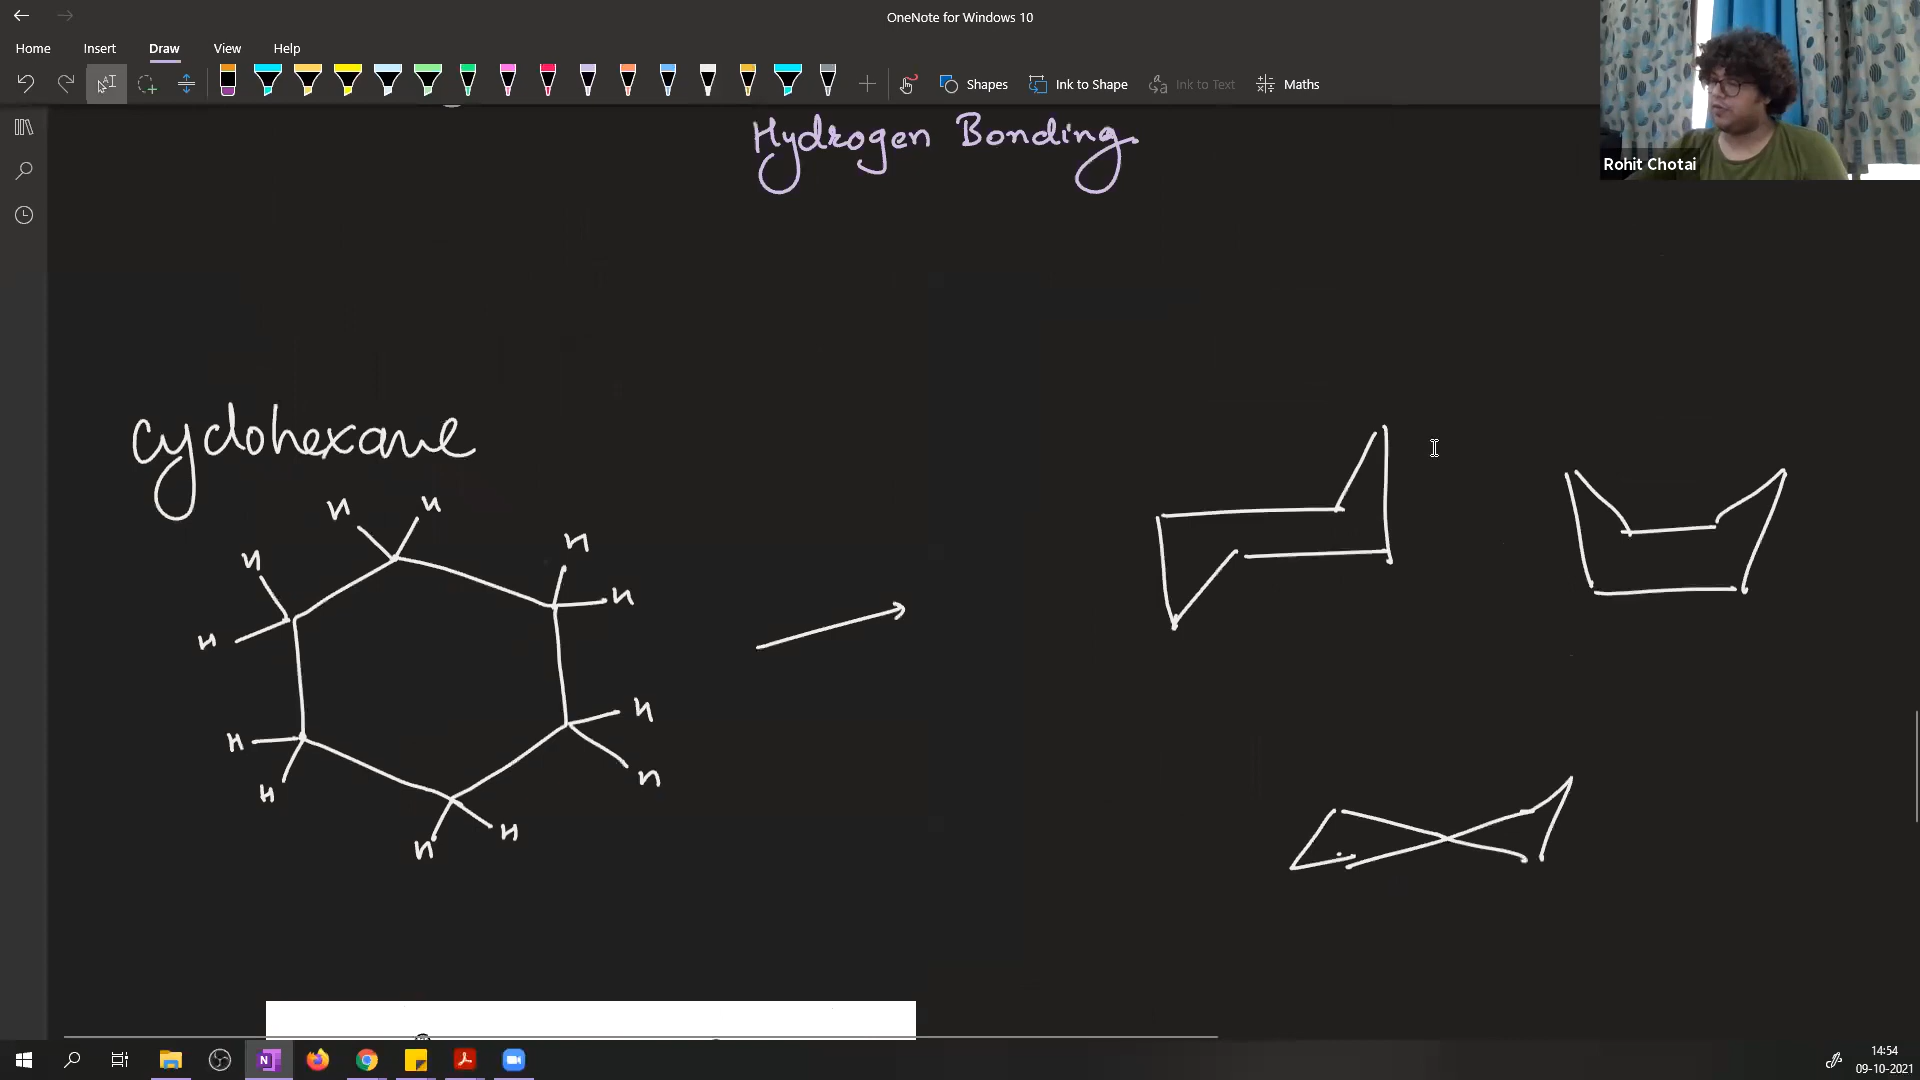 OneNote for Windows 10
Home Insert Draw View Help
Shapes Ink to Shape Ink to Text Maths
Rohit Chotai
Hydrogen Bonding
cyclohexane
H H
H H
H H
H H
H H
H H
14:54
09-10-2021